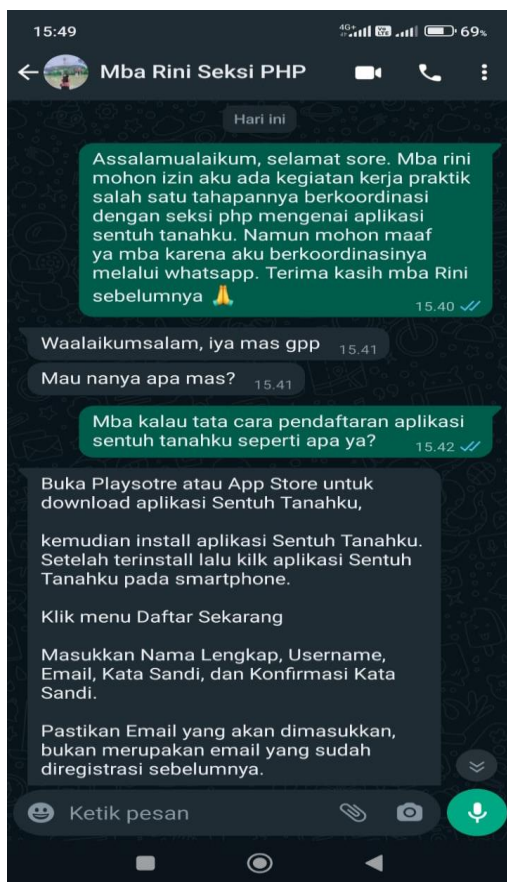 15:49
4G+
69%
Mba Rini Seksi PHP
Hari ini
Assalamualaikum, selamat sore. Mba rini
mohon izin aku ada kegiatan kerja praktik
salah satu tahapannya berkoordinasi
dengan seksi php mengenai aplikasi
sentuh tanahku. Namun mohon maaf
ya mba karena aku berkoordinasinya
melalui whatsapp. Terima kasih mba Rini
sebelumnya 🙏
15.40
Waalaikumsalam, iya mas gpp 15.41
Mau nanya apa mas? 15.41
Mba kalau tata cara pendaftaran aplikasi
sentuh tanahku seperti apa ya? 15.42
Buka Playsotre atau App Store untuk
download aplikasi Sentuh Tanahku,
kemudian install aplikasi Sentuh Tanahku.
Setelah terinstall lalu kilk aplikasi Sentuh
Tanahku pada smartphone.
Klik menu Daftar Sekarang
Masukkan Nama Lengkap, Username,
Email, Kata Sandi, dan Konfirmasi Kata
Sandi.
Pastikan Email yang akan dimasukkan,
bukan merupakan email yang sudah
diregistrasi sebelumnya.
Ketik pesan